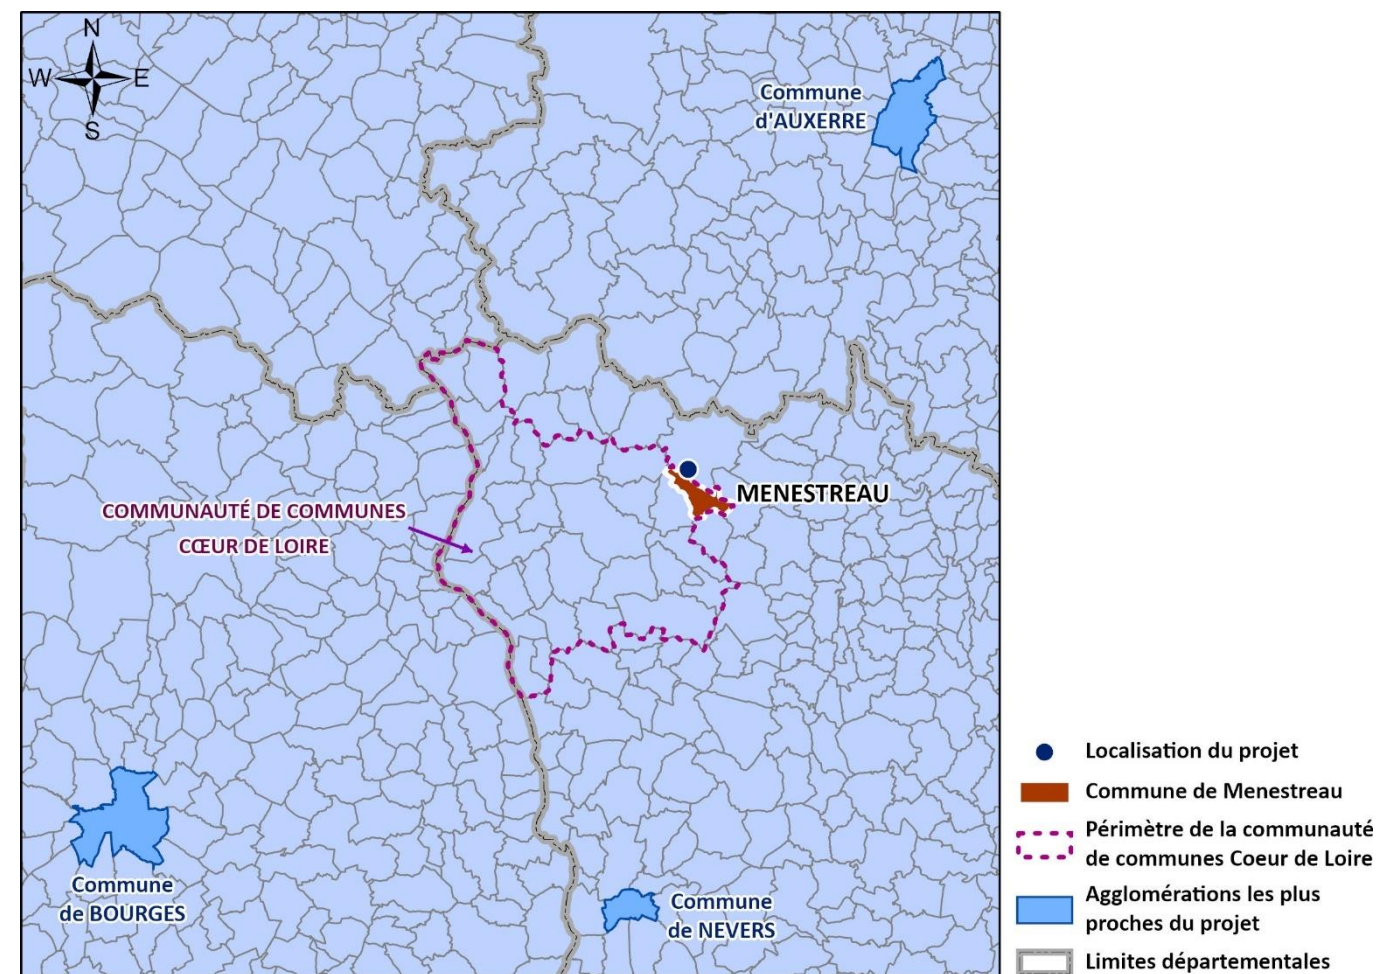 N
W
E
S
Commune
d'AUXERRE
MENESTREAU
COMMUNAUTÉ DE COMMUNES
CŒUR DE LOIRE
Commune
de BOURGES
Commune
de NEVERS
Localisation du projet
Commune de Menestreau
Périmètre de la communauté
de communes Coeur de Loire
Agglomérations les plus
proches du projet
Limites départementales